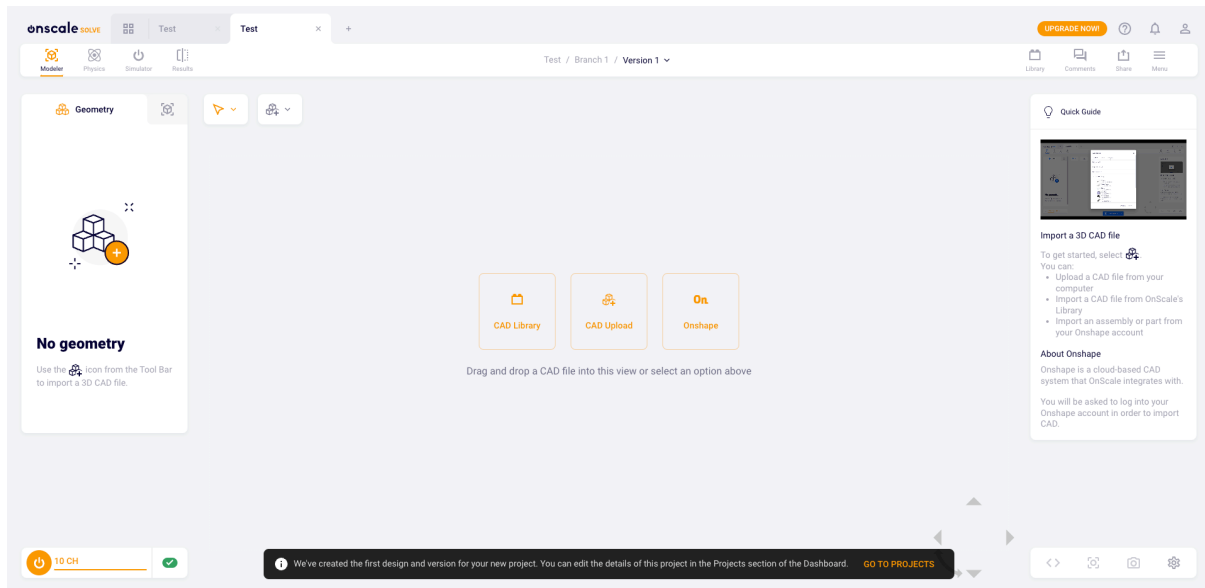 onscale SOLVE
Test
Test
UPGRADE NOW!
Modeler
Physics
Simulator
Results
Test / Branch 1 / Version 1
Library
Comments
Share
Menu
Geometry
Quick Guide
Import a 3D CAD file
To get started, select
You can:
• Upload a CAD file from your
computer
• Import a CAD file from OnScale's
Library
• Import an assembly or part from
your Onshape account
About Onshape
Onshape is a cloud-based CAD
system that OnScale integrates with.
You will be asked to log into your
Onshape account in order to import
CAD.
No geometry
Use the icon from the Tool Bar
to import a 3D CAD file.
CAD Library
CAD Upload
On.
Onshape
Drag and drop a CAD file into this view or select an option above
10 CH
We've created the first design and version for your new project. You can edit the details of this project in the Projects section of the Dashboard. GO TO PROJECTS